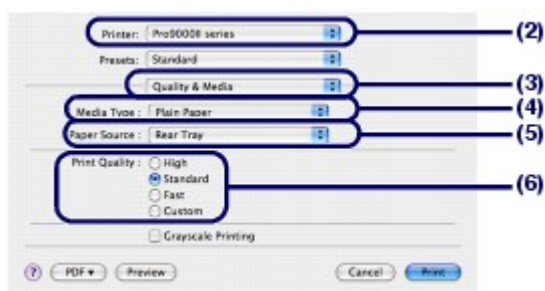 Printer: Pro9000II series (2)
Presets: Standard
Quality & Media (3)
Media Type : Plain Paper (4)
Paper Source : Rear Tray (5)
Print Quality : High
Standard (6)
Fast
Custom
Grayscale Printing
? PDF ▼ Preview Cancel Print